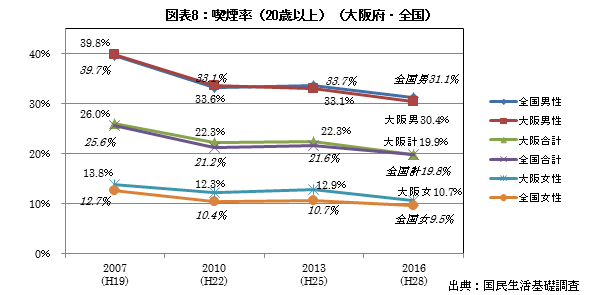 図表8：喫煙率（20歳以上）（大阪府・全国）
40%
30%
20%
10%
0%
39.8%
39.7%
33.1%
33.6%
33.7%
33.1%
全国男31.1%
大阪男30.4%
26.0%
25.6%
22.3%
21.2%
22.3%
21.6%
大阪計19.9%
全国計19.8%
13.8%
12.7%
12.3%
10.4%
12.9%
10.7%
大阪女10.7%
全国女9.5%
2007
(H19)
2010
(H22)
2013
(H25)
2016
(H28)
全国男性
大阪男性
大阪合計
全国合計
大阪女性
全国女性
出典：国民生活基礎調査